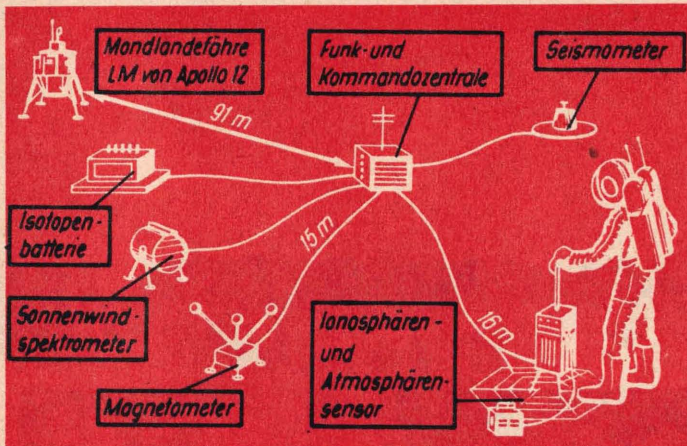 Mondlandefähre
LM von Apollo 12
Funk- und
Kommandozentrale
Seismometer
91 m
Isotopen-
batterie
15 m
Sonnenwind-
spektrometer
16 m
Ionosphären-
und
Atmosphären-
sensor
Magnetometer